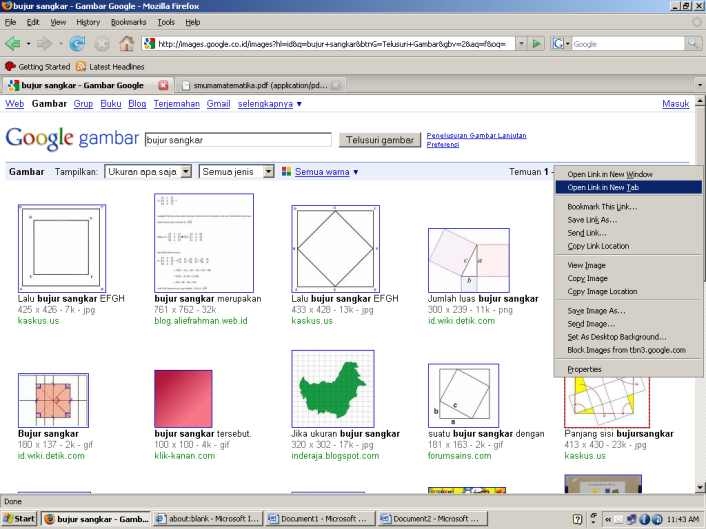 bujur sangkar - Gambar Google - Mozilla Firefox
File Edit View History Bookmarks Tools Help
http://images.google.co.id/images?hl=id&q=bujur+sangkar&btnG=Telusuri+Gambar&gbv=2&aq=f&oq=
Google
Getting Started Latest Headlines
bujur sangkar - Gambar Google
smumamatematika.pdf (application/pd...
Web Gambar Grup Buku Blog Terjemahan Gmail selengkapnya ▼ Masuk
Google gambar
bujur sangkar
Telusuri gambar
Penelusuran Gambar Lanjutan
Preferensi
Gambar Tampilkan: Ukuran apa saja Semua jenis Semua warna ▼ Temuan 1 -
Open Link in New Window
Open Link in New Tab
Bookmark This Link...
Save Link As...
Send Link...
Copy Link Location
View Image
Copy Image
Copy Image Location
Save Image As...
Send Image...
Set As Desktop Background...
Block Images from tbn3.google.com
Properties
c a
b
Lalu bujur sangkar EFGH
425 x 426 - 7k - jpg
kaskus.us
bujur sangkar merupakan
761 x 762 - 32k
blog.aliefrahman.web.id
Lalu bujur sangkar EFGH
433 x 428 - 13k - jpg
kaskus.us
Jumlah luas bujur sangkar
300 x 239 - 11k - png
id.wiki.detik.com
c
b
a
Bujur sangkar
180 x 137 - 2k - gif
id.wiki.detik.com
bujur sangkar tersebut.
100 x 100 - 4k - gif
klik-kanan.com
Jika ukuran bujur sangkar
320 x 302 - 17k - jpg
inderaja.blogspot.com
suatu bujur sangkar dengan
181 x 163 - 2k - gif
forumsains.com
Panjang sisi bujursangkar
413 x 430 - 23k - jpg
kaskus.us
Done
Start
bujur sangkar - Gamb...
about:blank - Microsoft I...
Document1 - Microsoft ...
Document2 - Microsoft ...
11:43 AM